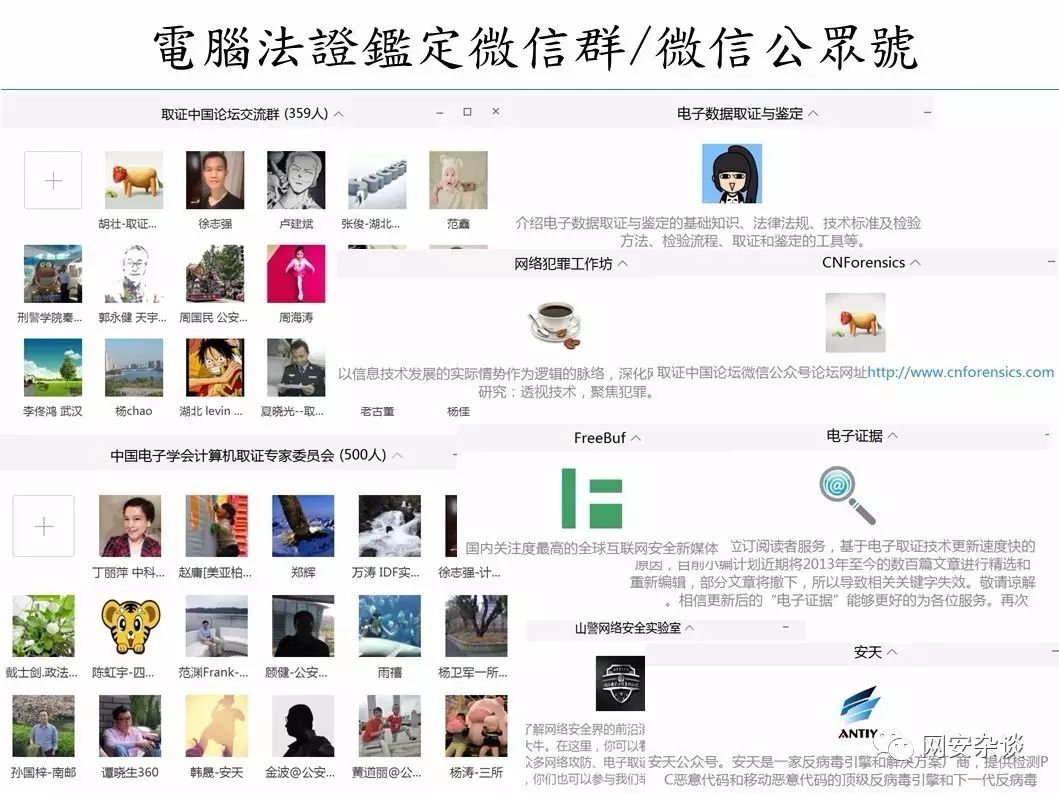 電腦法證鑑定微信群/微信公眾號
取证中国论坛交流群 (359人)
胡壮-取证...
徐志强
卢建斌
张俊-湖北...
范鑫
刑警学院秦...
郭永健 天宇...
周国民 公安...
周海涛
李佟鸿 武汉
杨chao
湖北 levin ...
夏晓光--取...
老古董
杨佳
中国电子学会计算机取证专家委员会 (500人)
丁丽萍 中科...
赵庸[美亚柏...
郑辉
万涛 IDF实...
徐志强-计...
戴士剑.政法...
陈虹宇-四...
范渊Frank-...
顾健-公安...
雨禧
杨卫军一所...
孙国梓-南邮
谭晓生360
韩晟-安天
金波@公安...
黄道丽@公...
杨涛-三所
电子数据取证与鉴定
介绍电子数据取证与鉴定的基础知识、法律法规、技术标准及检验
方法、检验流程、取证和鉴定的工具等。
网络犯罪工作坊
以信息技术发展的实际情势作为逻辑的脉络，深化
研究：透视技术，聚焦犯罪。
CNForensics
取证中国论坛微信公众号论坛网址http://www.cnforensics.com
FreeBuf
国内关注度最高的全球互联网安全新媒体
电子证据
立订阅读者服务，基于电子取证技术更新速度快的
原因，目前小编计划近期将2013年至今的数百篇文章进行精选和
重新编辑，部分文章将撤下，所以导致相关关键字失效。敬请谅解
。相信更新后的“电子证据”能够更好的为各位服务。再次
山警网络安全实验室
了解网络安全界的前沿
大牛。在这里，你可以
众多网络攻防、电子取
，你们也可以参与我们
安天
ANTIY
安天公众号。安天是一家反病毒引擎和解决方案厂商，提供检测P
C恶意代码和移动恶意代码的顶级反病毒引擎和下一代反病毒
网安杂谈